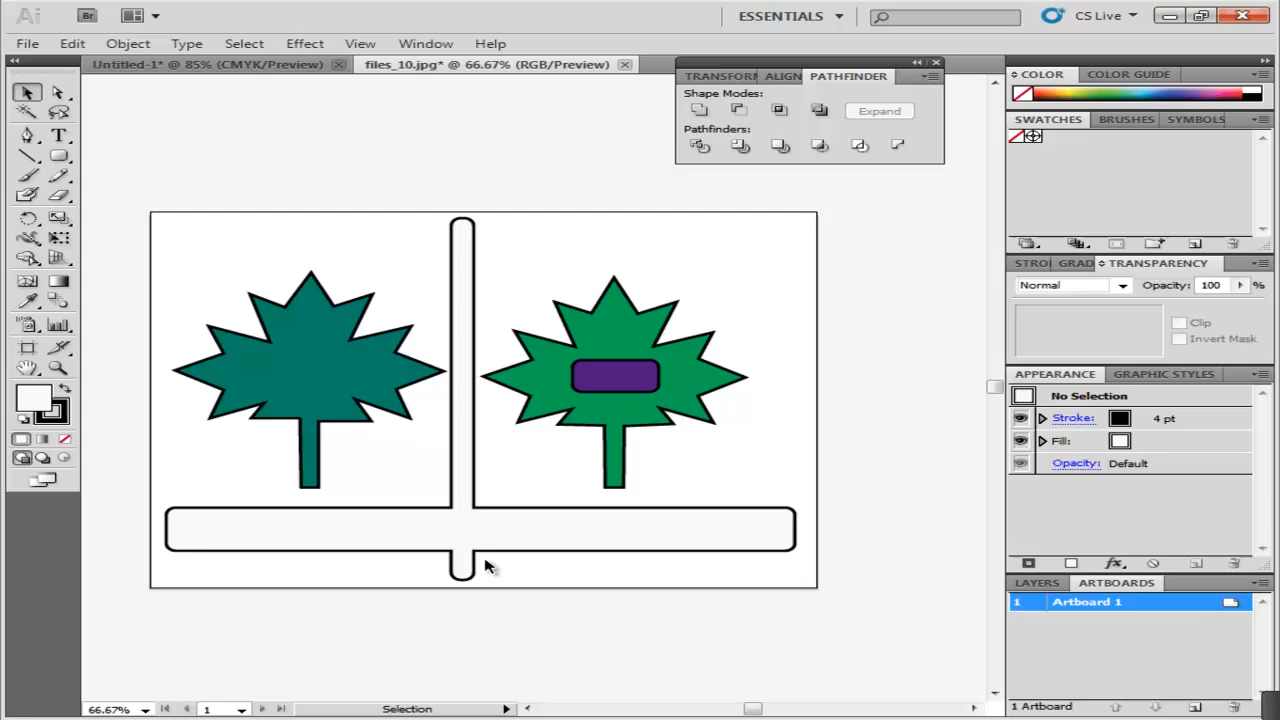 Ai Br ESSENTIALS CS Live
File Edit Object Type Select Effect View Window Help
Untitled-1* @ 85% (CMYK/Preview) files_10.jpg* @ 66.67% (RGB/Preview)
TRANSFORM ALIGN PATHFINDER
Shape Modes:
Expand
Pathfinders:
COLOR COLOR GUIDE
SWATCHES BRUSHES SYMBOLS
STRO GRAD TRANSPARENCY
Normal Opacity: 100 %
Clip
Invert Mask
APPEARANCE GRAPHIC STYLES
No Selection
Stroke: 4 pt
Fill:
Opacity: Default
LAYERS ARTBOARDS
1 Artboard 1
1 Artboard
66.67% 1 Selection